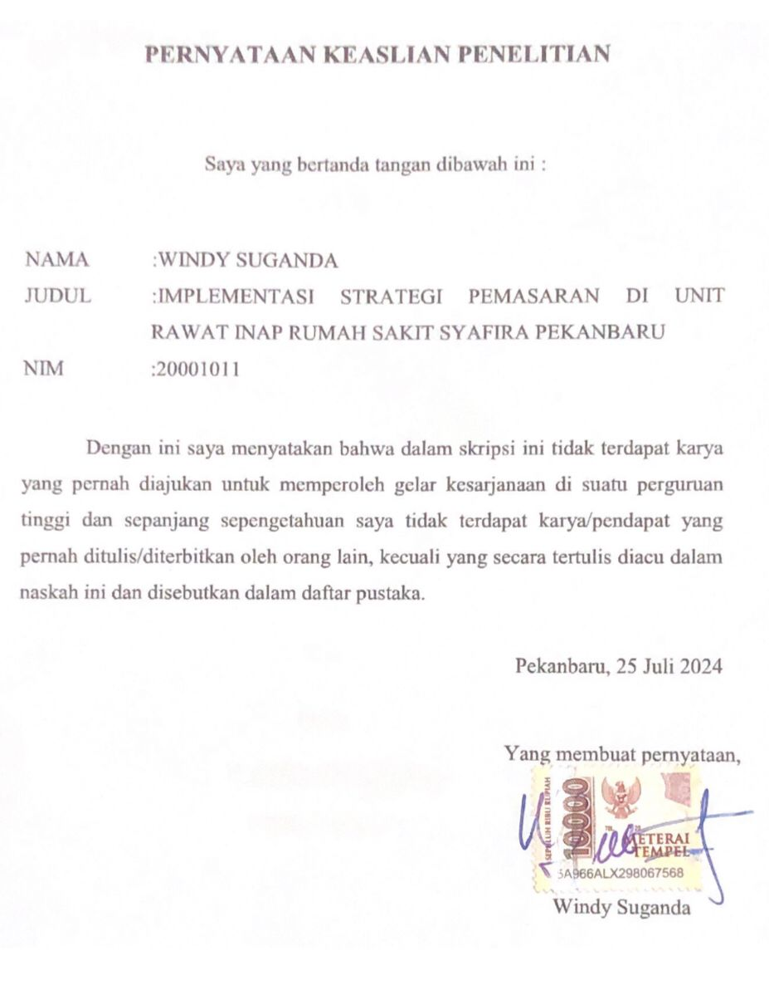 PERNYATAAN KEASLIAN PENELITIAN
Saya yang bertanda tangan dibawah ini :
NAMA :WINDY SUGANDA
JUDUL :IMPLEMENTASI STRATEGI PEMASARAN DI UNIT
RAWAT INAP RUMAH SAKIT SYAFIRA PEKANBARU
NIM :20001011
Dengan ini saya menyatakan bahwa dalam skripsi ini tidak terdapat karya
yang pernah diajukan untuk memperoleh gelar kesarjanaan di suatu perguruan
tinggi dan sepanjang sepengetahuan saya tidak terdapat karya/pendapat yang
pernah ditulis/diterbitkan oleh orang lain, kecuali yang secara tertulis diacu dalam
naskah ini dan disebutkan dalam daftar pustaka.
Pekanbaru, 25 Juli 2024
Yang membuat pernyataan,
SEPULUH RIBU RUPIAH
10000
METERAI
TEMPEL
5A966ALX298067568
Windy Suganda